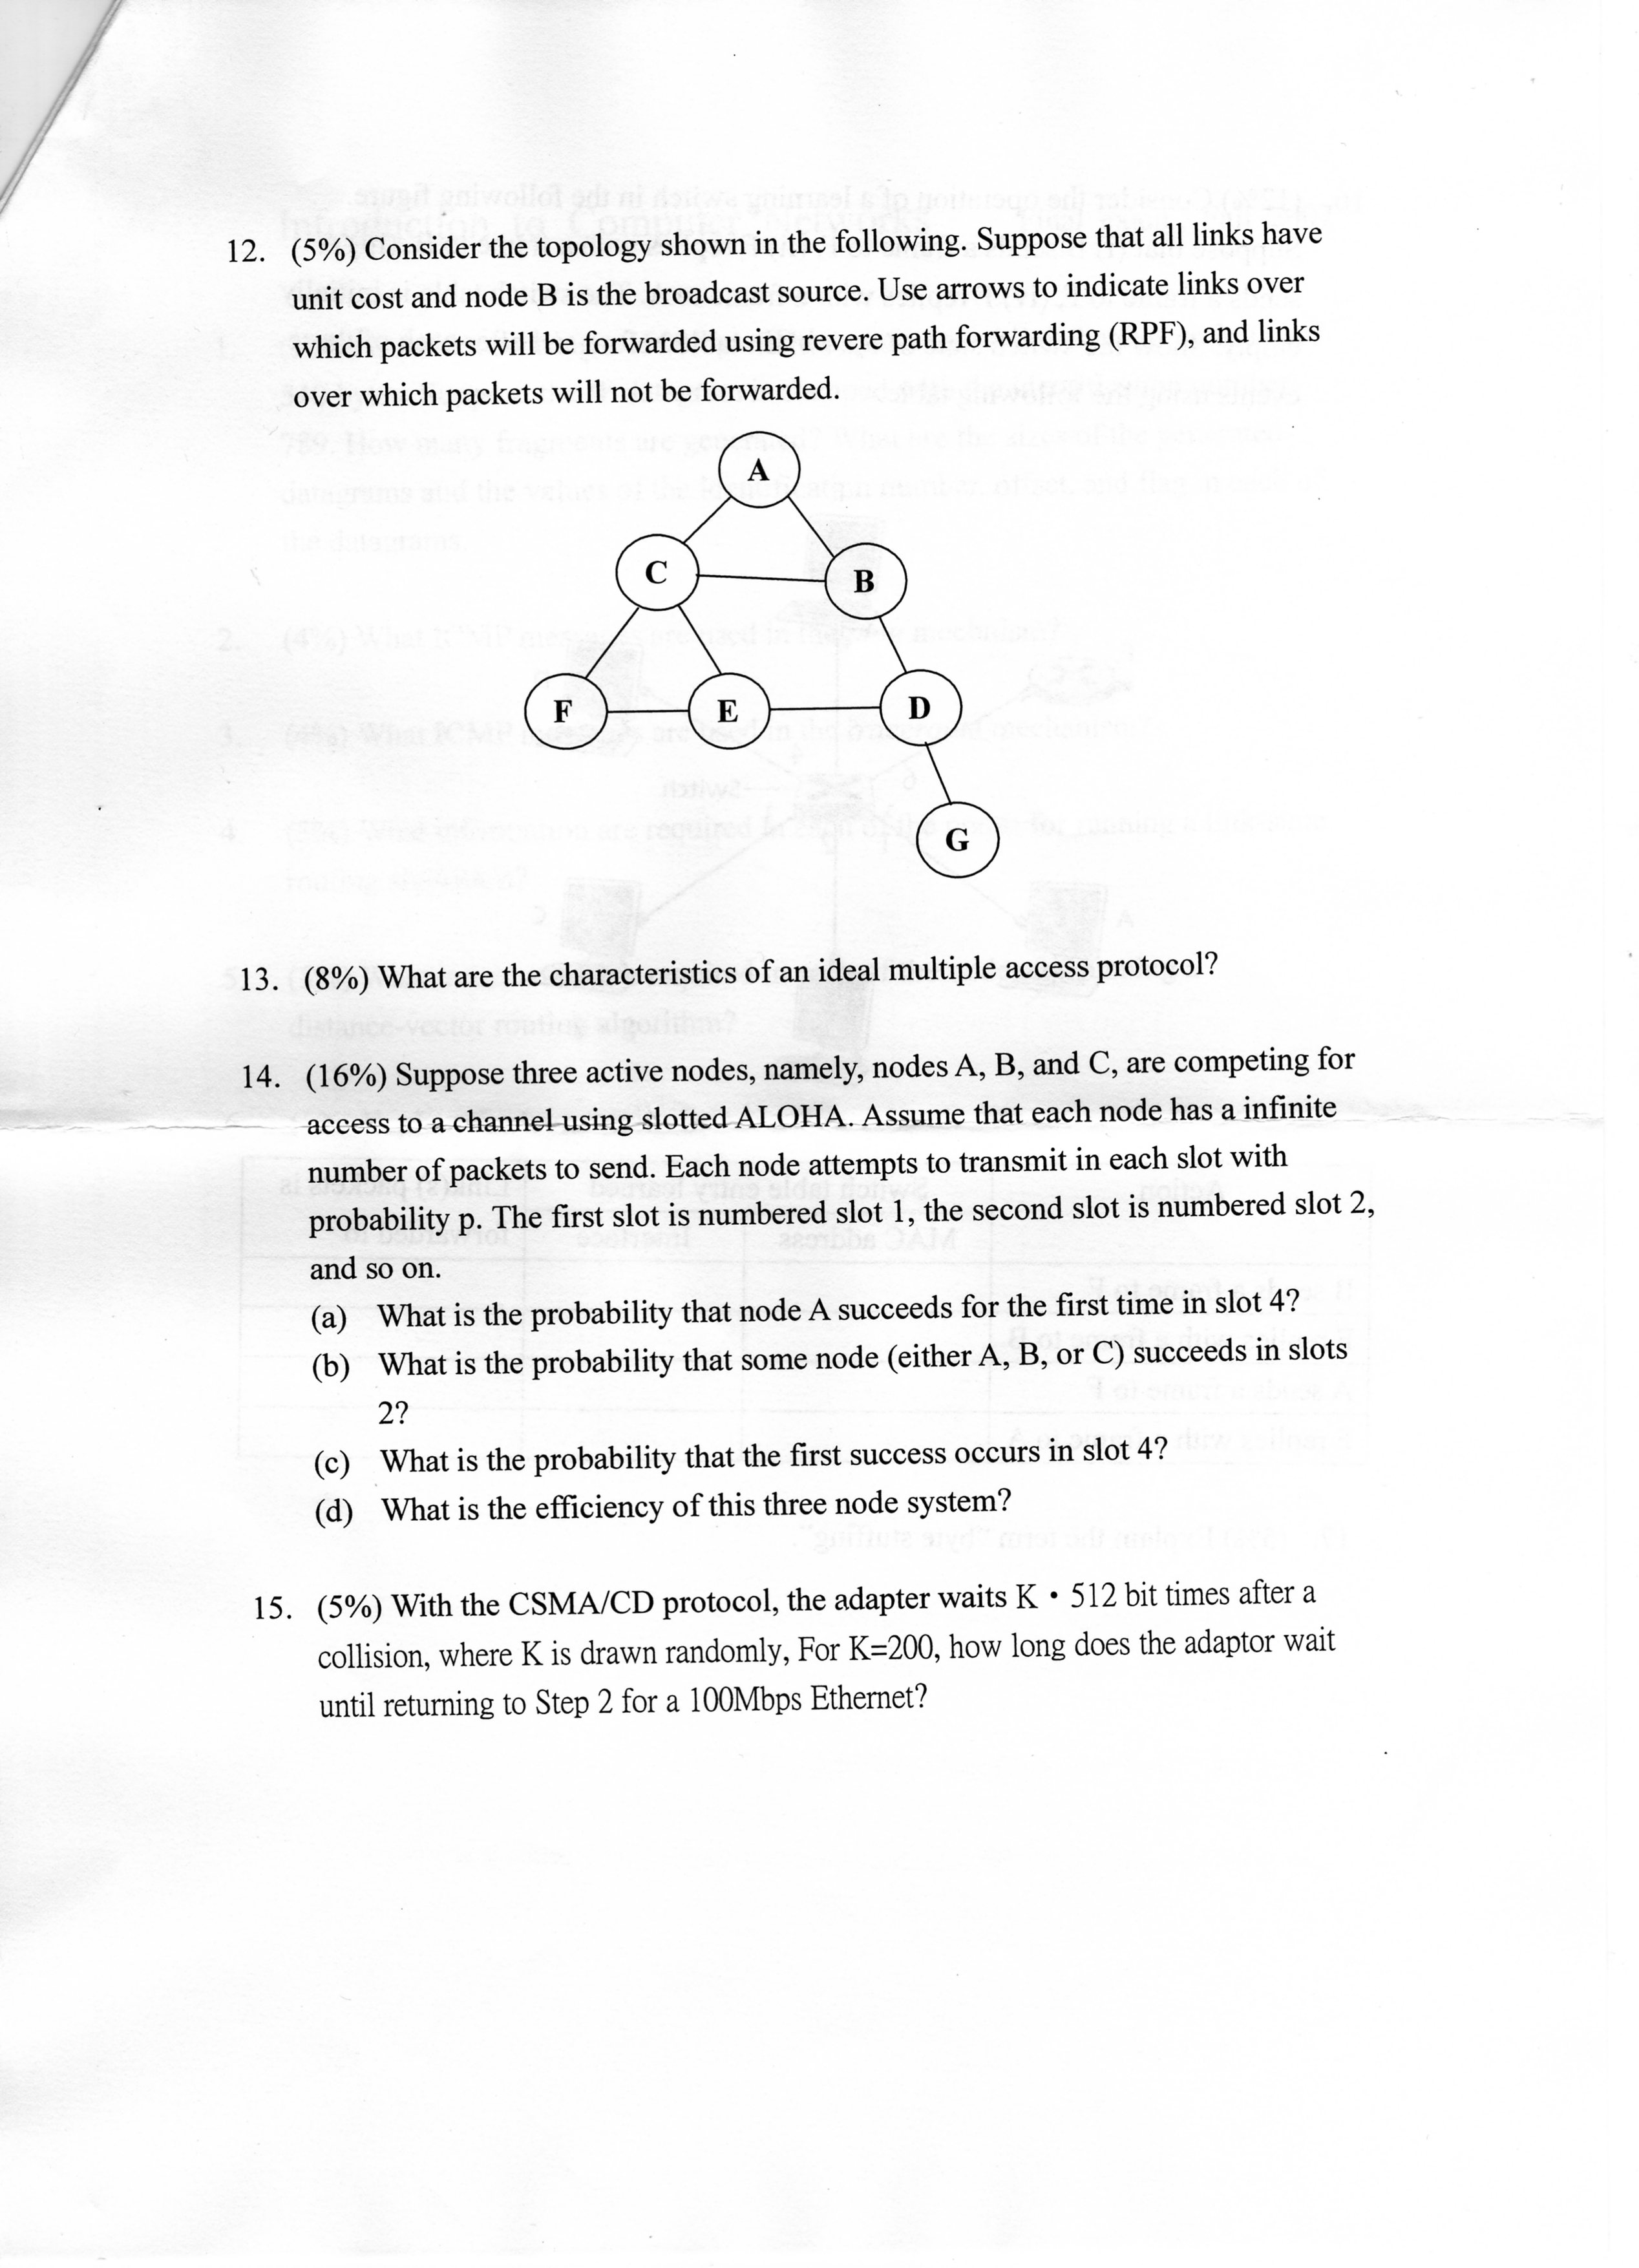 12. (5%) Consider the topology shown in the following. Suppose that all links have
unit cost and node B is the broadcast source. Use arrows to indicate links over
which packets will be forwarded using revere path forwarding (RPF), and links
over which packets will not be forwarded.
A
C
B
F
E
D
G
13. (8%) What are the characteristics of an ideal multiple access protocol?
14. (16%) Suppose three active nodes, namely, nodes A, B, and C, are competing for
access to a channel using slotted ALOHA. Assume that each node has a infinite
number of packets to send. Each node attempts to transmit in each slot with
probability p. The first slot is numbered slot 1, the second slot is numbered slot 2,
and so on.
(a) What is the probability that node A succeeds for the first time in slot 4?
(b) What is the probability that some node (either A, B, or C) succeeds in slots
2?
(c) What is the probability that the first success occurs in slot 4?
(d) What is the efficiency of this three node system?
15. (5%) With the CSMA/CD protocol, the adapter waits K • 512 bit times after a
collision, where K is drawn randomly, For K=200, how long does the adaptor wait
until returning to Step 2 for a 100Mbps Ethernet?